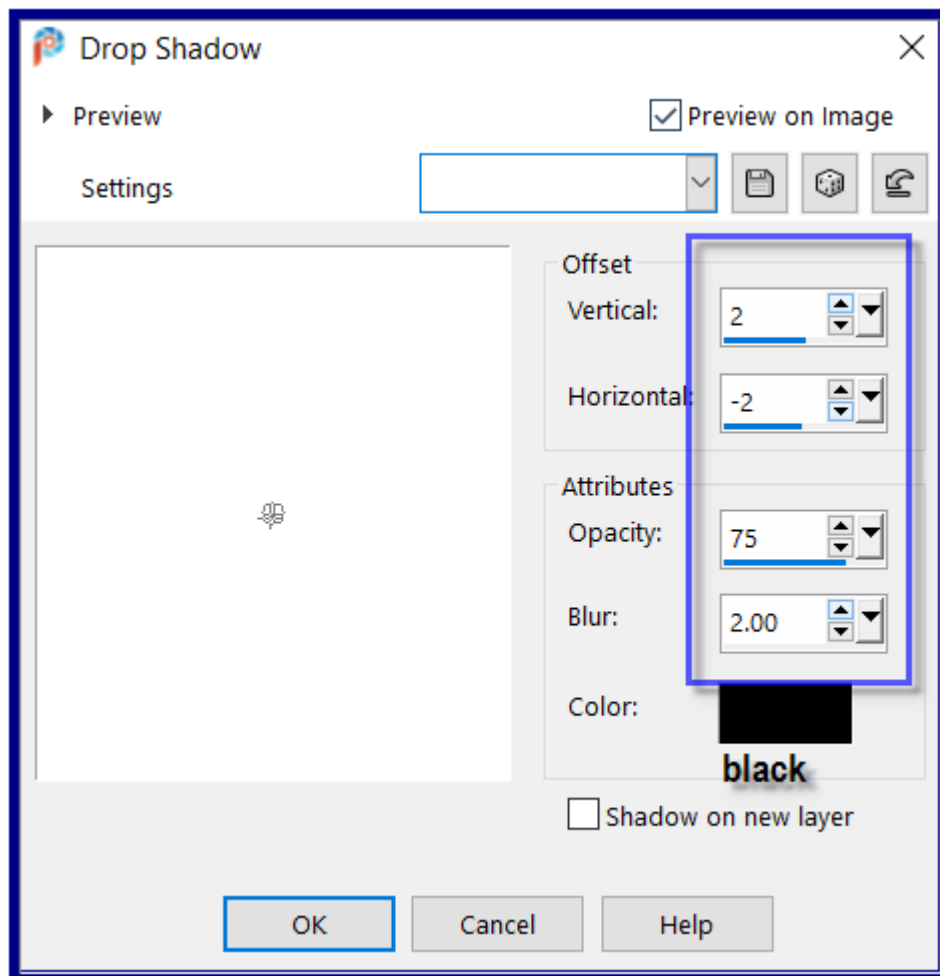 Drop Shadow
Preview
Preview on Image
Settings
Offset
Vertical: 2
Horizontal: -2
Attributes
Opacity: 75
Blur: 2.00
Color:
black
Shadow on new layer
OK Cancel Help